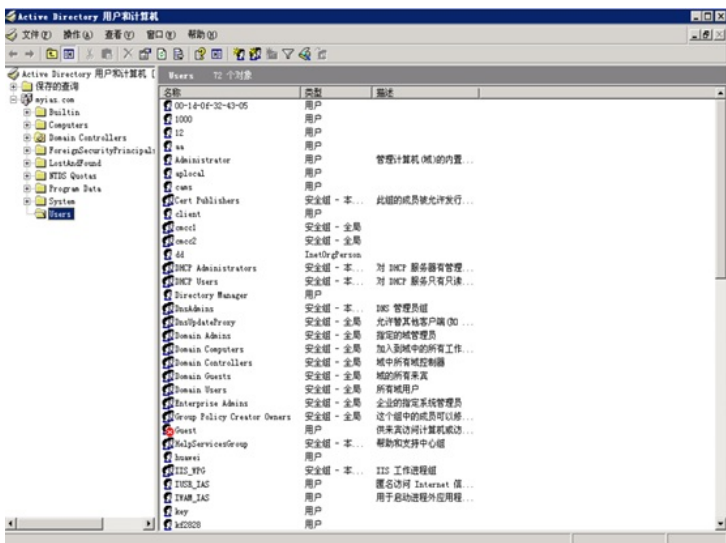 Active Directory 用户和计算机
文件(F) 操作(A) 查看(V) 窗口(W) 帮助(H)
Active Directory 用户和计算机 [
保存的查询
myias.com
Builtin
Computers
Domain Controllers
ForeignSecurityPrincipals
LostAndFound
NTDS Quotas
Program Data
System
Users
Users 72 个对象
名称 类型 描述
00-1d-0f-32-43-05 用户
1000 用户
12 用户
aa 用户
Administrator 用户 管理计算机(域)的内置...
aplocal 用户
cams 用户
Cert Publishers 安全组 - 本... 此组的成员被允许发行...
client 用户
cmcc1 安全组 - 全局
cmcc2 安全组 - 全局
dd InetOrgPerson
DHCP Administrators 安全组 - 本... 对 DHCP 服务器有管理...
DHCP Users 安全组 - 本... 对 DHCP 服务只有只读...
Directory Manager 用户
DnsAdmins 安全组 - 本... DNS 管理员组
DnsUpdateProxy 安全组 - 全局 允许替其他客户端(如 ...
Domain Admins 安全组 - 全局 指定的域管理员
Domain Computers 安全组 - 全局 加入到域中的所有工作...
Domain Controllers 安全组 - 全局 域中所有域控制器
Domain Guests 安全组 - 全局 域的所有来宾
Domain Users 安全组 - 全局 所有域用户
Enterprise Admins 安全组 - 全局 企业的指定系统管理员
Group Policy Creator Owners 安全组 - 全局 这个组中的成员可以修...
Guest 用户 供来宾访问计算机或访...
HelpServicesGroup 安全组 - 本... 帮助和支持中心组
huawei 用户
IIS_WPG 安全组 - 本... IIS 工作进程组
IUSR_IAS 用户 匿名访问 Internet 信...
IWAM_IAS 用户 用于启动进程外应用程...
key 用户
kf2828 用户